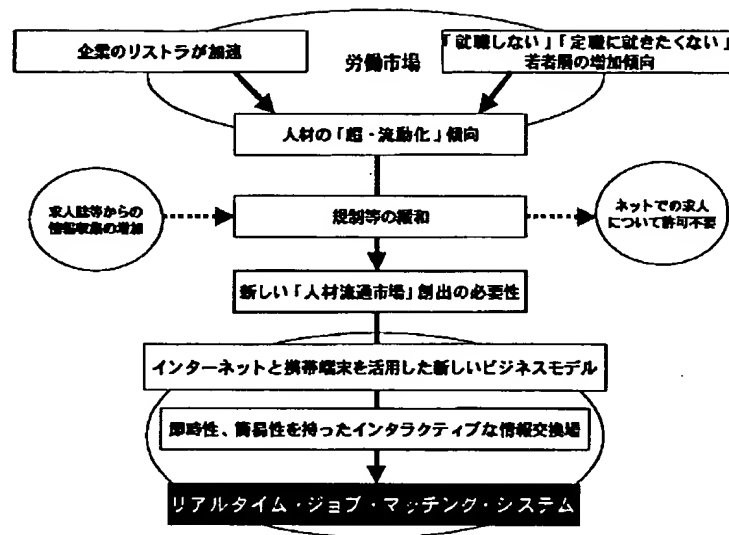 企業のリストラが加速
労働市場
「就職しない」「定職に就きたくない」
若者層の増加傾向
人材の「超・流動化」傾向
求人誌等からの
情報収集の増加
規制等の緩和
ネットでの求人
について許可不要
新しい「人材流通市場」創出の必要性
インターネットと携帯端末を活用した新しいビジネスモデル
即時性、簡易性を持ったインタラクティブな情報交換場
リアルタイム・ジョブ・マッチング・システム